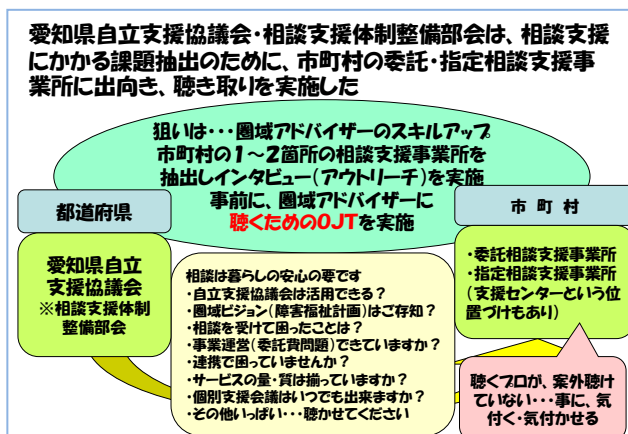 愛知県自立支援協議会・相談支援体制整備部会は、相談支援
にかかる課題抽出のために、市町村の委託・指定相談支援事
業所に出向き、聴き取りを実施した
狙いは・・・圏域アドバイザーのスキルアップ
市町村の１～２箇所の相談支援事業所を
抽出しインタビュー（アウトリーチ）を実施
事前に、圏域アドバイザーに
聴くためのOJTを実施
都道府県
愛知県自立
支援協議会
※相談支援体制
整備部会
相談は暮らしの安心の要です
・自立支援協議会は活用できる？
・圏域ビジョン（障害福祉計画）はご存知？
・相談を受けて困ったことは？
・事業運営（委託費問題）できていますか？
・連携で困っていませんか？
・サービスの量・質は揃っていますか？
・個別支援会議はいつでも出来ますか？
・その他いっぱい・・・聴かせてください
市 町 村
・委託相談支援事業所
・指定相談支援事業所
（支援センターという位
置づけもあり）
聴くプロが、案外聴け
ていない・・・事に、気
付く・気付かせる